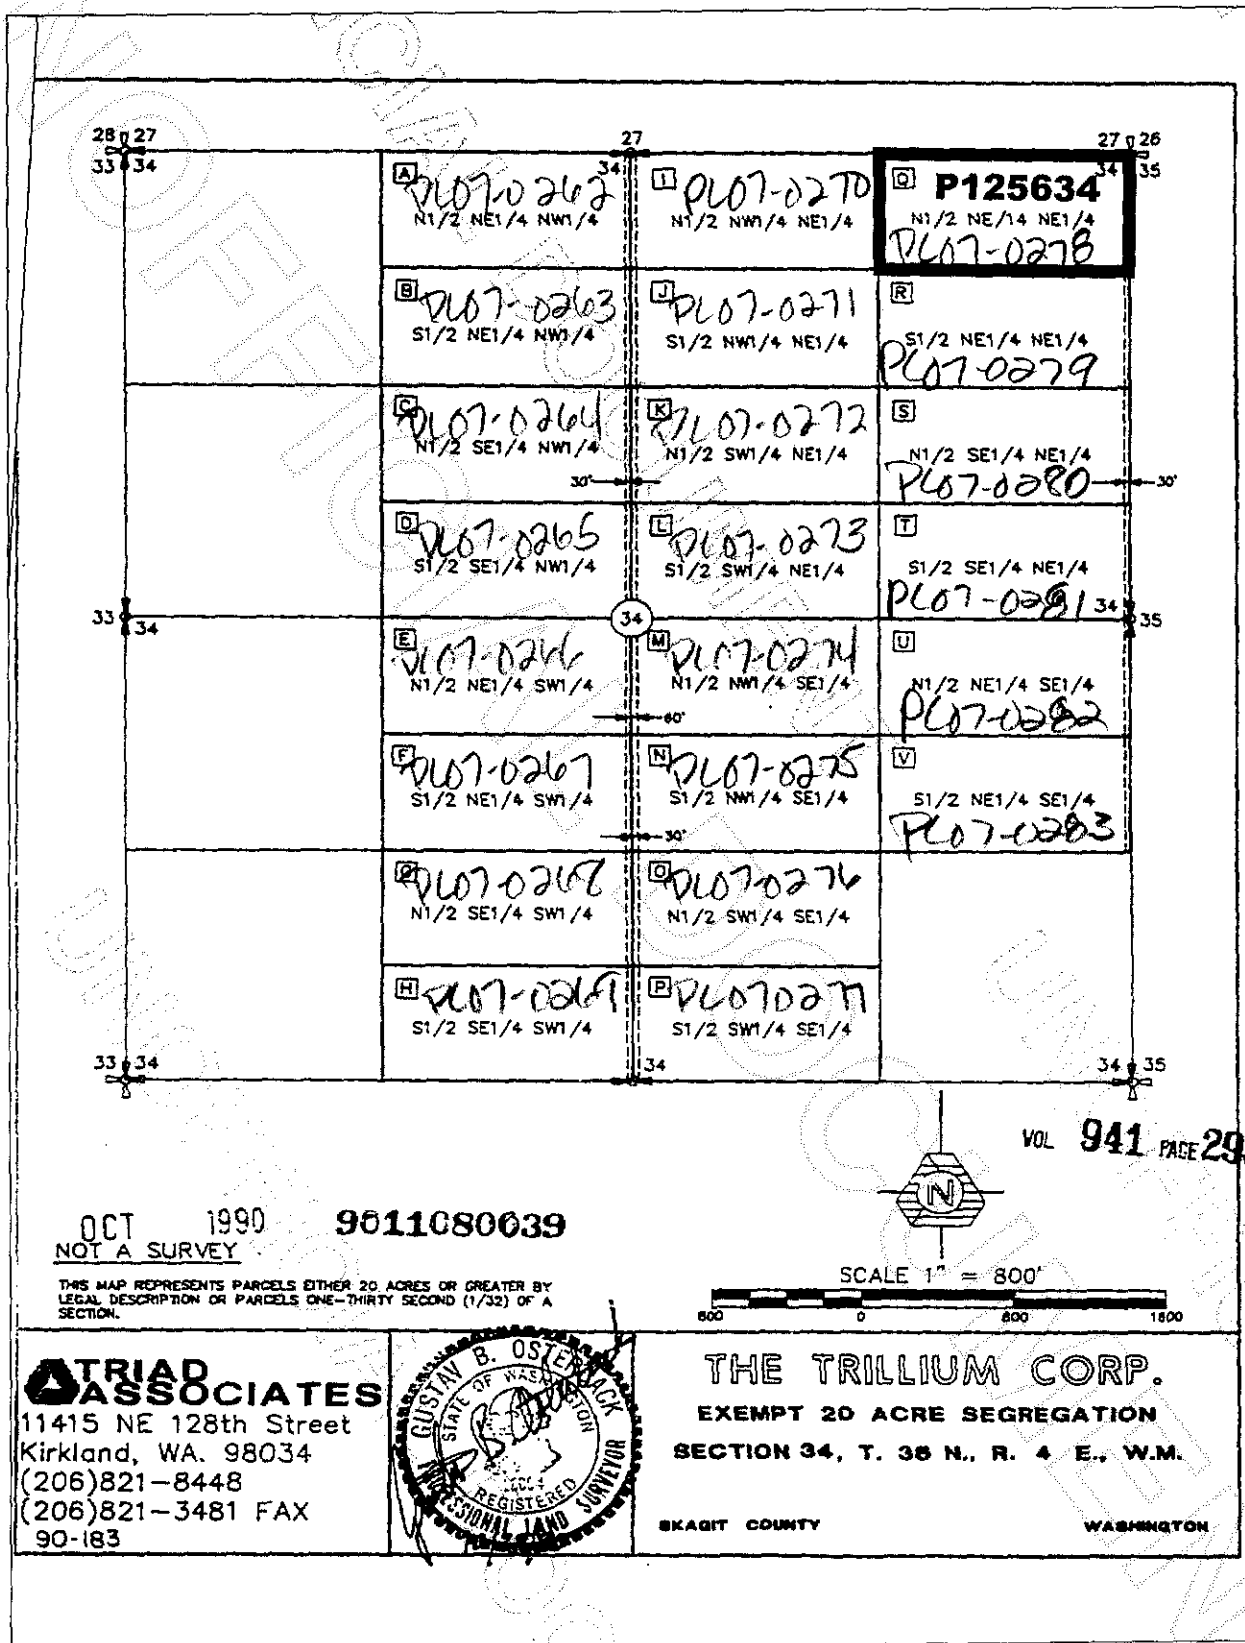 28 27
33 34
27
34
27 26
34 35
A PL07-0262
N1/2 NE1/4 NW1/4
I PL07-0270
N1/2 NW1/4 NE1/4
Q P125634
N1/2 NE/14 NE1/4
PL07-0278
B PL07-0263
S1/2 NE1/4 NW1/4
J PL07-0271
S1/2 NW1/4 NE1/4
R
S1/2 NE1/4 NE1/4
PL07-0279
C PL07-0264
N1/2 SE1/4 NW1/4
30'
K PL07-0272
N1/2 SW1/4 NE1/4
S
N1/2 SE1/4 NE1/4
PL07-0280
30'
D PL07-0265
S1/2 SE1/4 NW1/4
L PL07-0273
S1/2 SW1/4 NE1/4
T
S1/2 SE1/4 NE1/4
PL07-0281
33 34
34
34 35
E PL07-0266
N1/2 NE1/4 SW1/4
M PL07-0274
N1/2 NW1/4 SE1/4
60'
U
N1/2 NE1/4 SE1/4
PL07-0282
F PL07-0267
S1/2 NE1/4 SW1/4
N PL07-0275
S1/2 NW1/4 SE1/4
30'
V
S1/2 NE1/4 SE1/4
PL07-0283
G PL07-0268
N1/2 SE1/4 SW1/4
O PL07-0276
N1/2 SW1/4 SE1/4
H PL07-0269
S1/2 SE1/4 SW1/4
P PL070277
S1/2 SW1/4 SE1/4
33 34
34
34 35
VOL 941 PAGE 29
N
OCT 1990 9011080039
NOT A SURVEY
THIS MAP REPRESENTS PARCELS EITHER 20 ACRES OR GREATER BY
LEGAL DESCRIPTION OR PARCELS ONE-THIRTY SECOND (1/32) OF A
SECTION.
SCALE 1" = 800'
800 0 800 1600
TRIAD
ASSOCIATES
11415 NE 128th Street
Kirkland, WA. 98034
(206)821-8448
(206)821-3481 FAX
90-183
GUSTAV B. OSTERBACK
STATE OF WASHINGTON
REGISTERED
PROFESSIONAL LAND SURVEYOR
THE TRILLIUM CORP.
EXEMPT 20 ACRE SEGREGATION
SECTION 34, T. 36 N., R. 4 E., W.M.
SKAGIT COUNTY WASHINGTON
UNOFFICIAL DOCUMENT